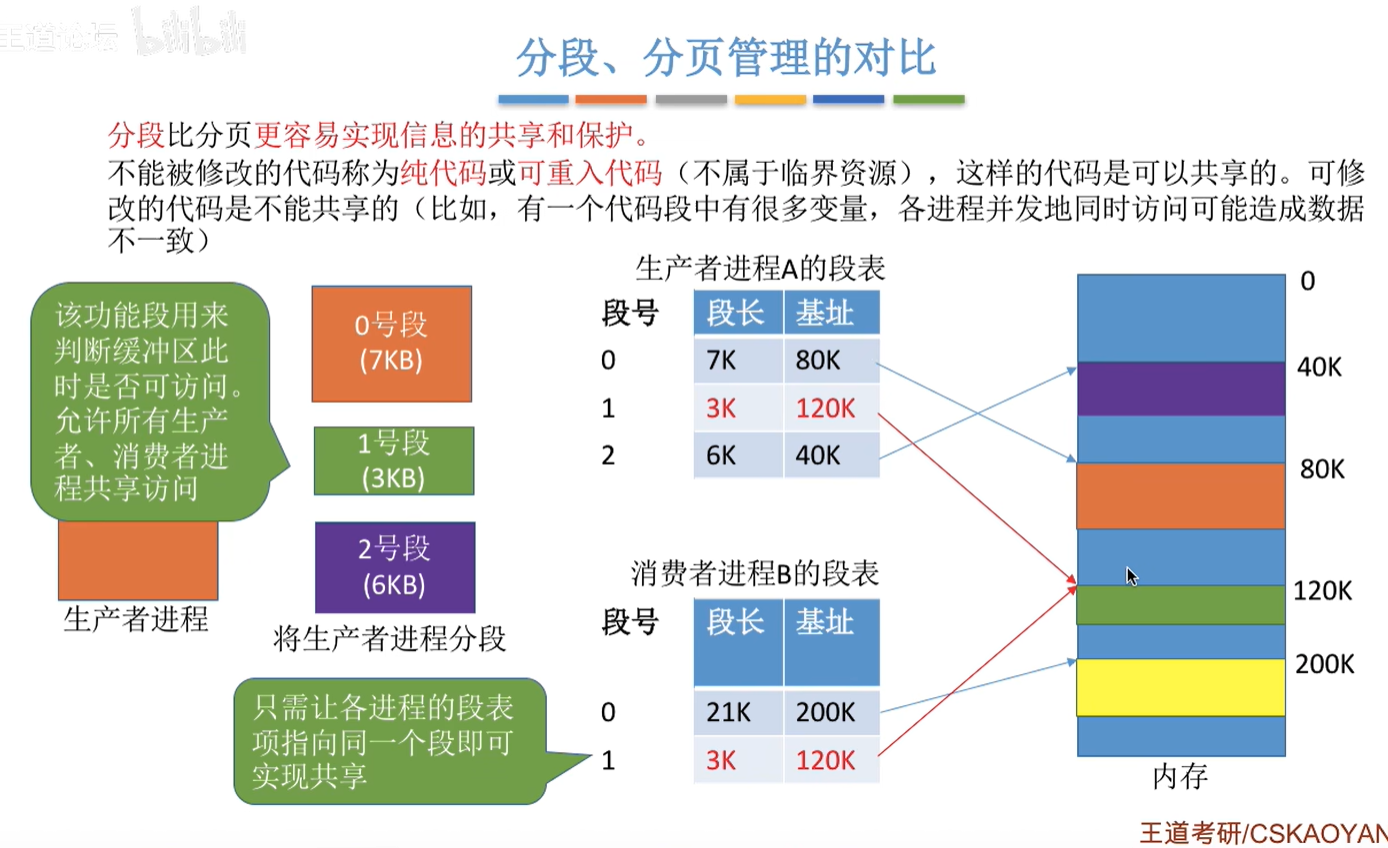 王道论坛 bilibili
分段、分页管理的对比
分段比分页更容易实现信息的共享和保护。
不能被修改的代码称为纯代码或可重入代码（不属于临界资源），这样的代码是可以共享的。可修
改的代码是不能共享的（比如，有一个代码段中有很多变量，各进程并发地同时访问可能造成数据
不一致）
该功能段用来
判断缓冲区此
时是否可访问。
允许所有生产
者、消费者进
程共享访问
生产者进程
0号段
(7KB)
1号段
(3KB)
2号段
(6KB)
将生产者进程分段
生产者进程A的段表
段号 段长 基址
0 7K 80K
1 3K 120K
2 6K 40K
消费者进程B的段表
段号 段长 基址
0 21K 200K
1 3K 120K
只需让各进程的段表
项指向同一个段即可
实现共享
0
40K
80K
120K
200K
内存
王道考研/CSKAOYAN